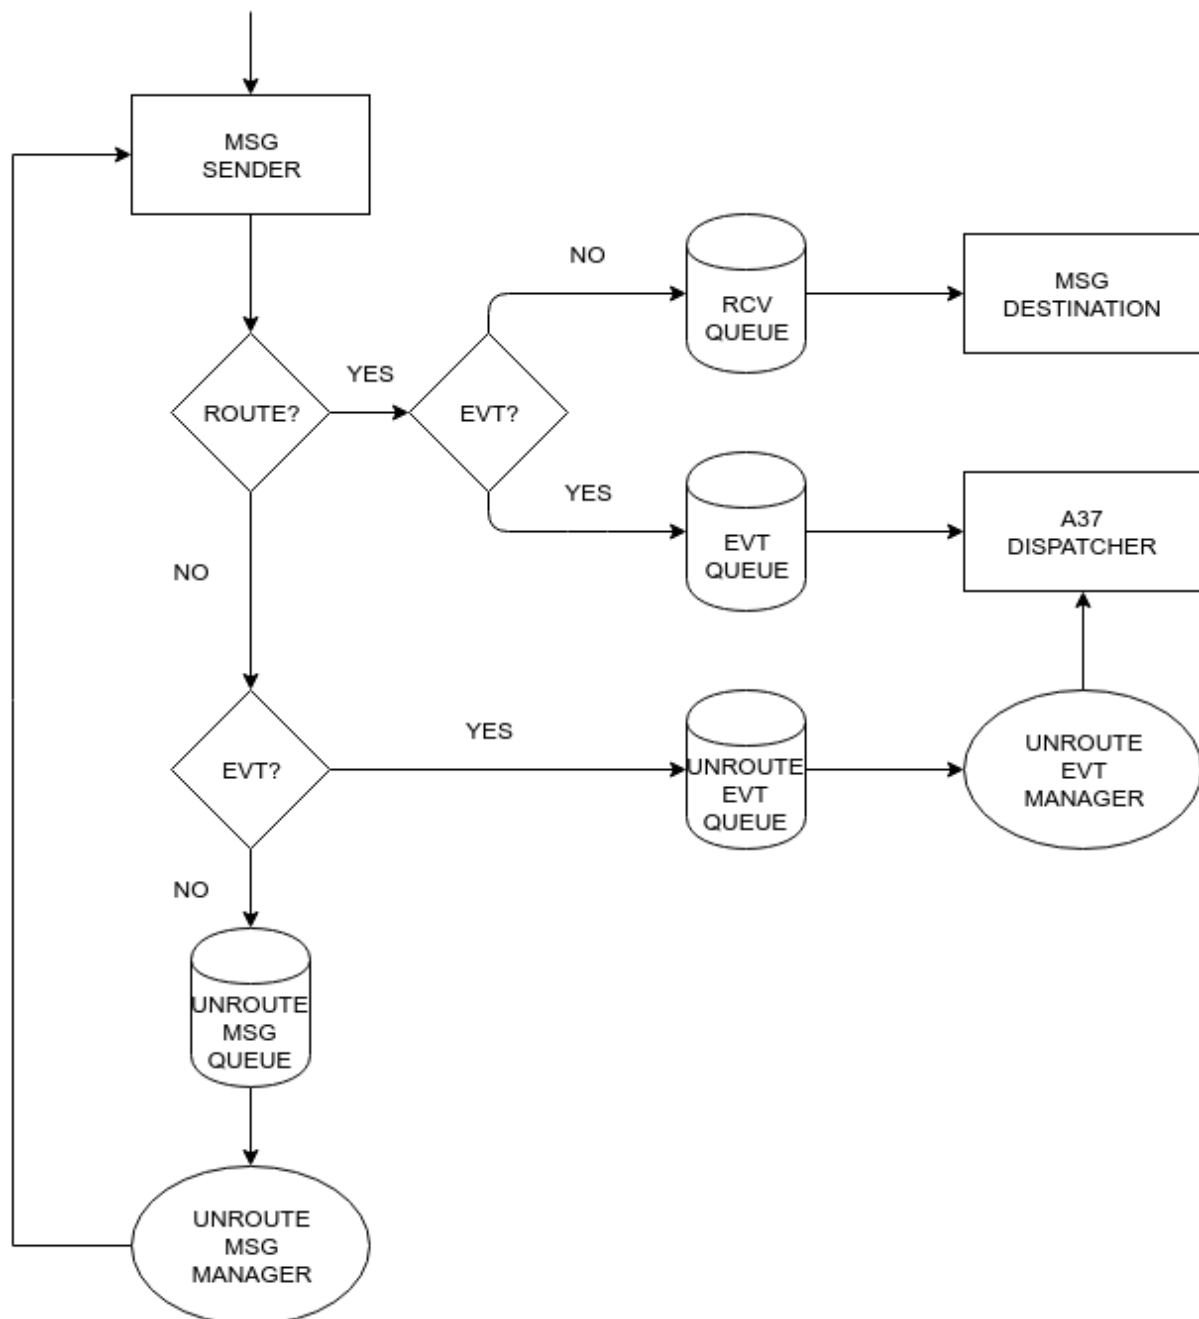 MSG
SENDER
NO
RCV
QUEUE
MSG
DESTINATION
YES
ROUTE?
EVT?
YES
EVT
QUEUE
A37
DISPATCHER
NO
YES
EVT?
UNROUTE
EVT
QUEUE
UNROUTE
EVT
MANAGER
NO
UNROUTE
MSG
QUEUE
UNROUTE
MSG
MANAGER